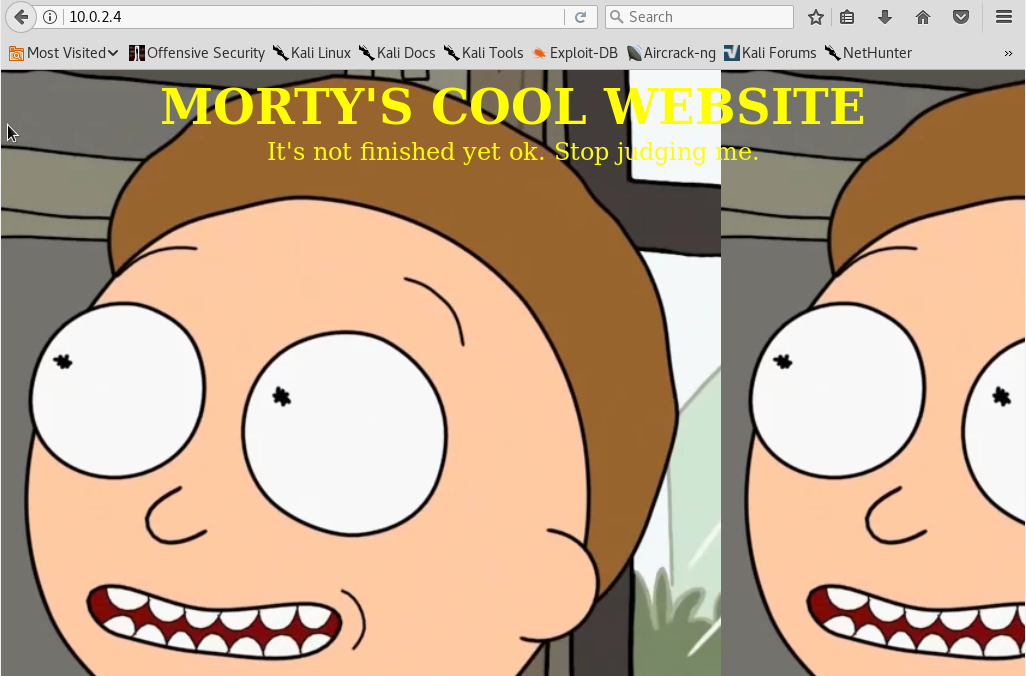 10.0.2.4
Search
Most Visited
Offensive Security
Kali Linux
Kali Docs
Kali Tools
Exploit-DB
Aircrack-ng
Kali Forums
NetHunter
»
MORTY'S COOL WEBSITE
It's not finished yet ok. Stop judging me.